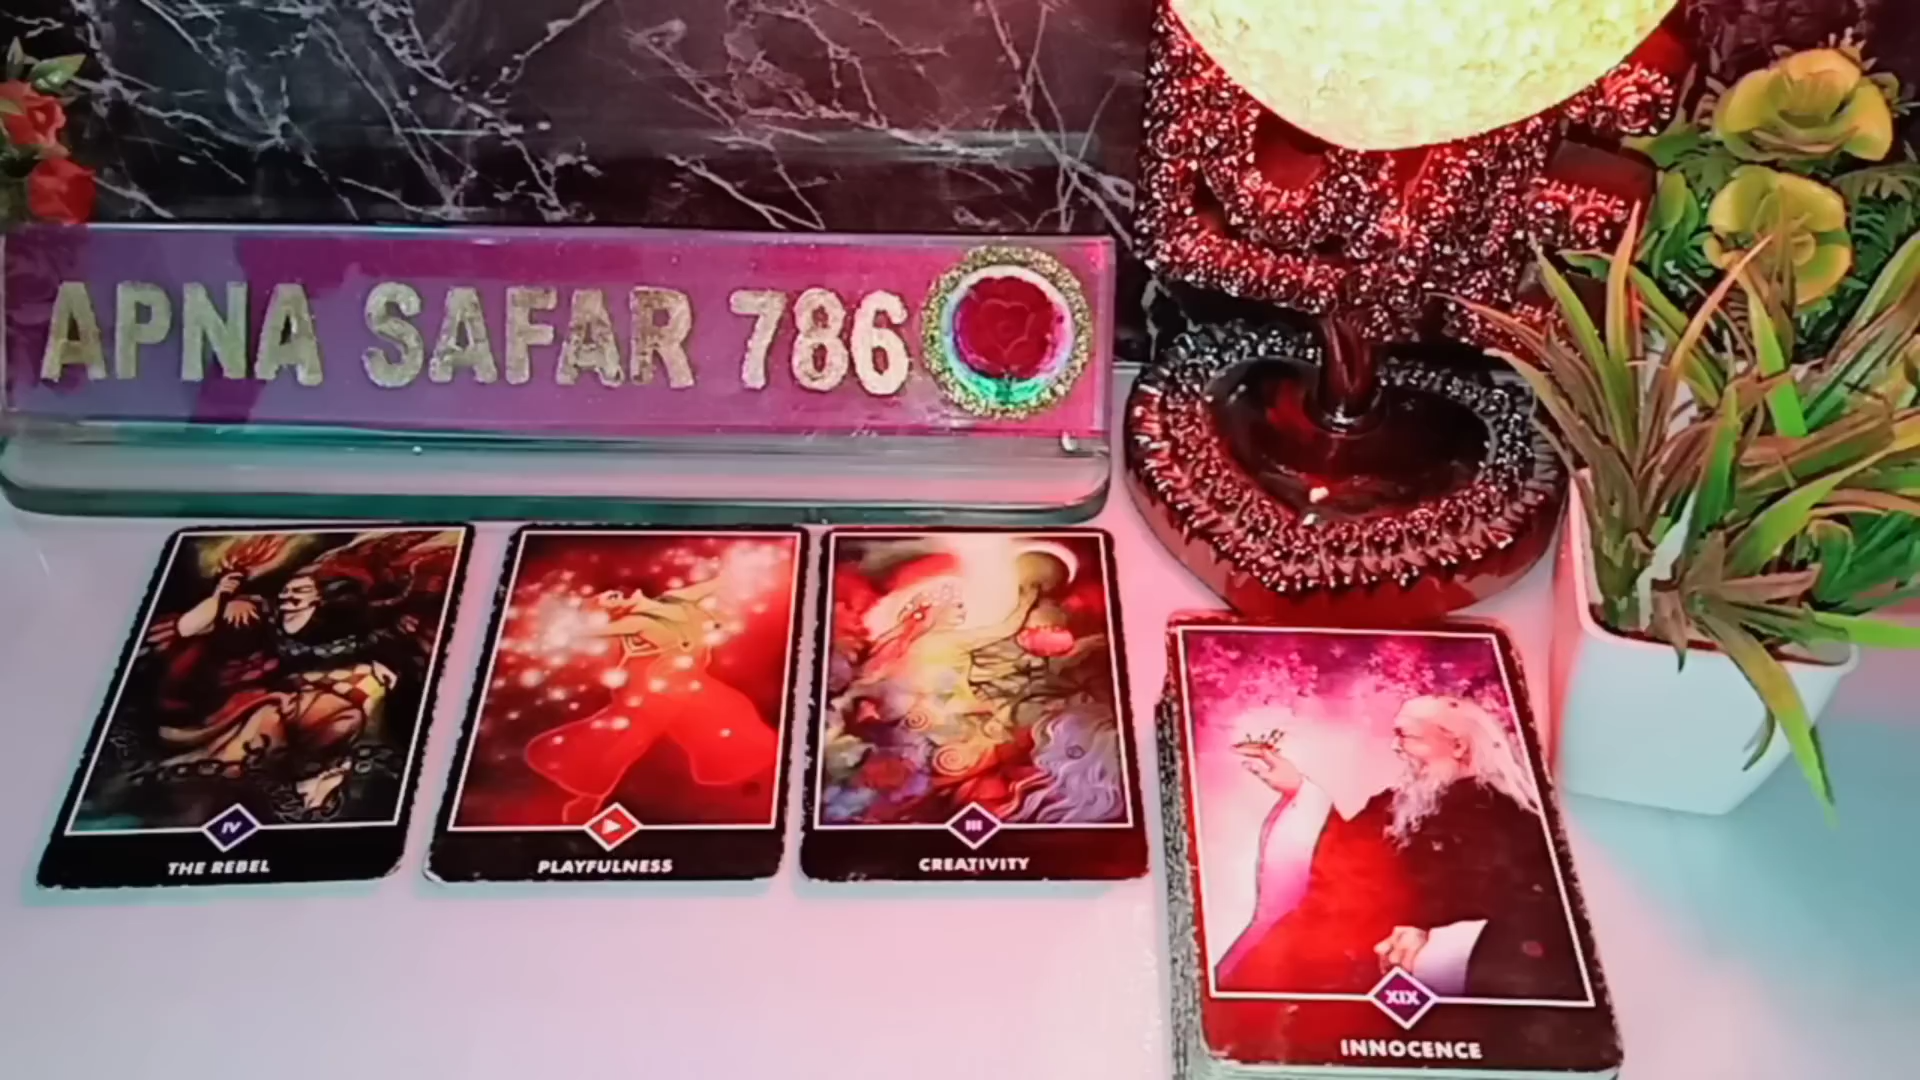 APNA SAFAR 786
IV
THE REBEL
PLAYFULNESS
III
CREATIVITY
XIX
INNOCENCE